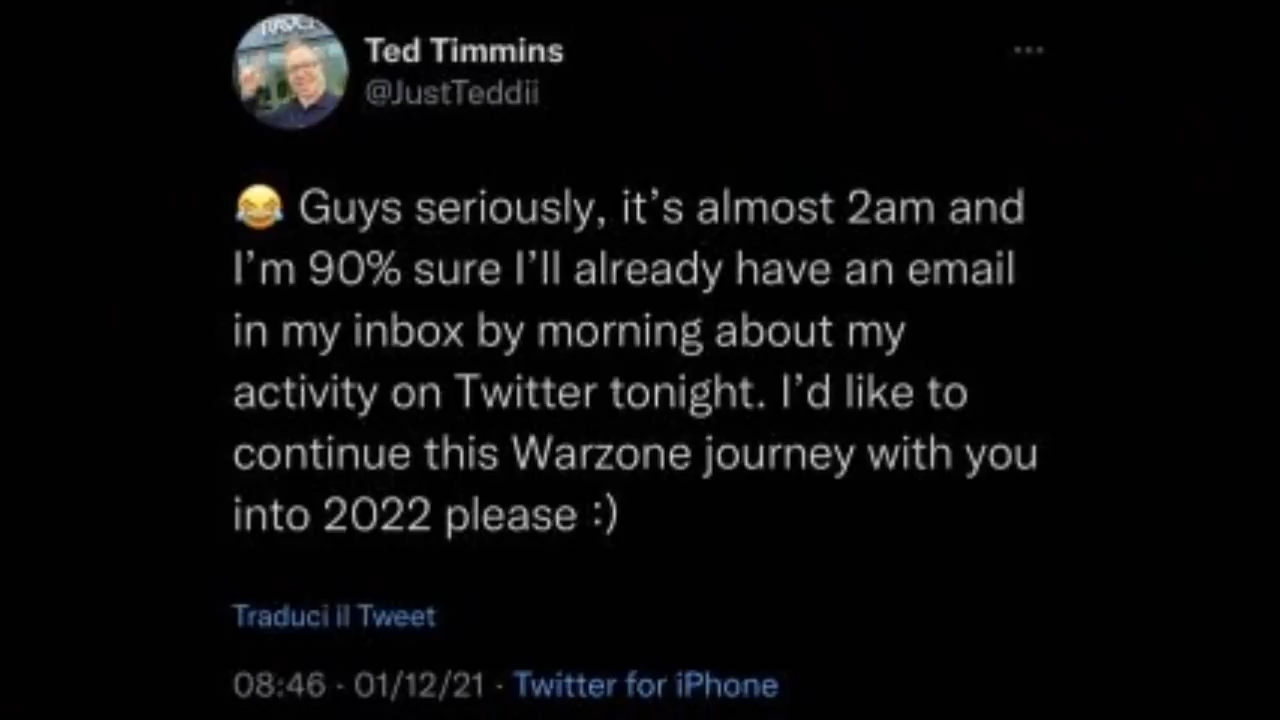 Ted Timmins
@JustTeddii
😂 Guys seriously, it's almost 2am and
I'm 90% sure I'll already have an email
in my inbox by morning about my
activity on Twitter tonight. I'd like to
continue this Warzone journey with you
into 2022 please :)
Traduci il Tweet
08:46 · 01/12/21 · Twitter for iPhone